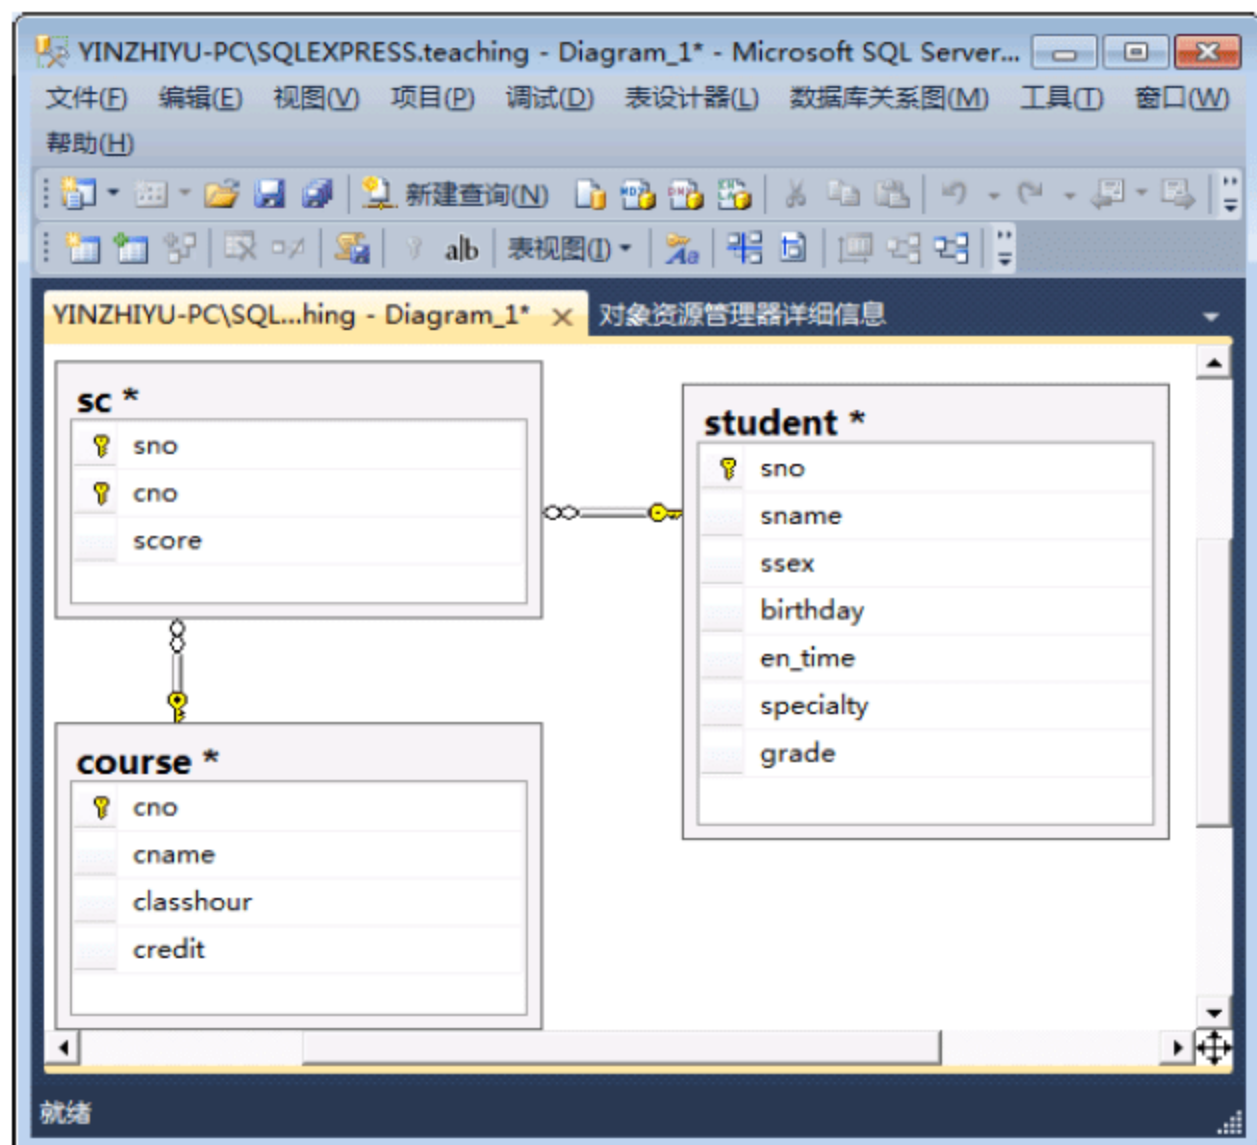 YINZHIYU-PC\SQLEXPRESS.teaching - Diagram_1* - Microsoft SQL Server...
文件(F) 编辑(E) 视图(V) 项目(P) 调试(D) 表设计器(L) 数据库关系图(M) 工具(T) 窗口(W)
帮助(H)
新建查询(N)
a|b 表视图(I)
YINZHIYU-PC\SQL...hing - Diagram_1* 对象资源管理器详细信息
sc *
sno
cno
score
student *
sno
sname
ssex
birthday
en_time
specialty
grade
course *
cno
cname
classhour
credit
就绪